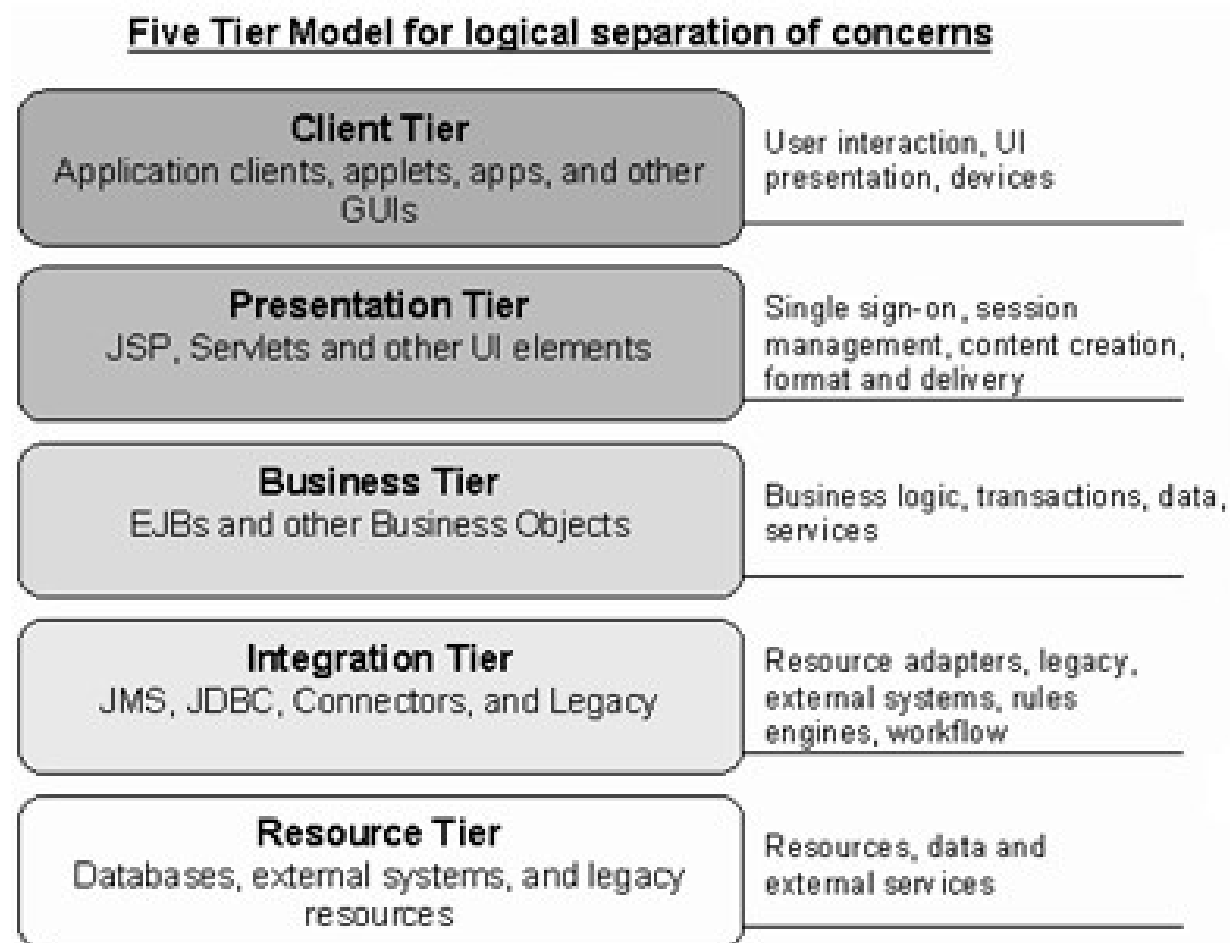 Five Tier Model for logical separation of concerns
Client Tier
Application clients, applets, apps, and other
GUIs
User interaction, UI
presentation, devices
Presentation Tier
JSP, Servlets and other UI elements
Single sign-on, session
management, content creation,
format and delivery
Business Tier
EJBs and other Business Objects
Business logic, transactions, data,
services
Integration Tier
JMS, JDBC, Connectors, and Legacy
Resource adapters, legacy,
external systems, rules
engines, workflow
Resource Tier
Databases, external systems, and legacy
resources
Resources, data and
external services